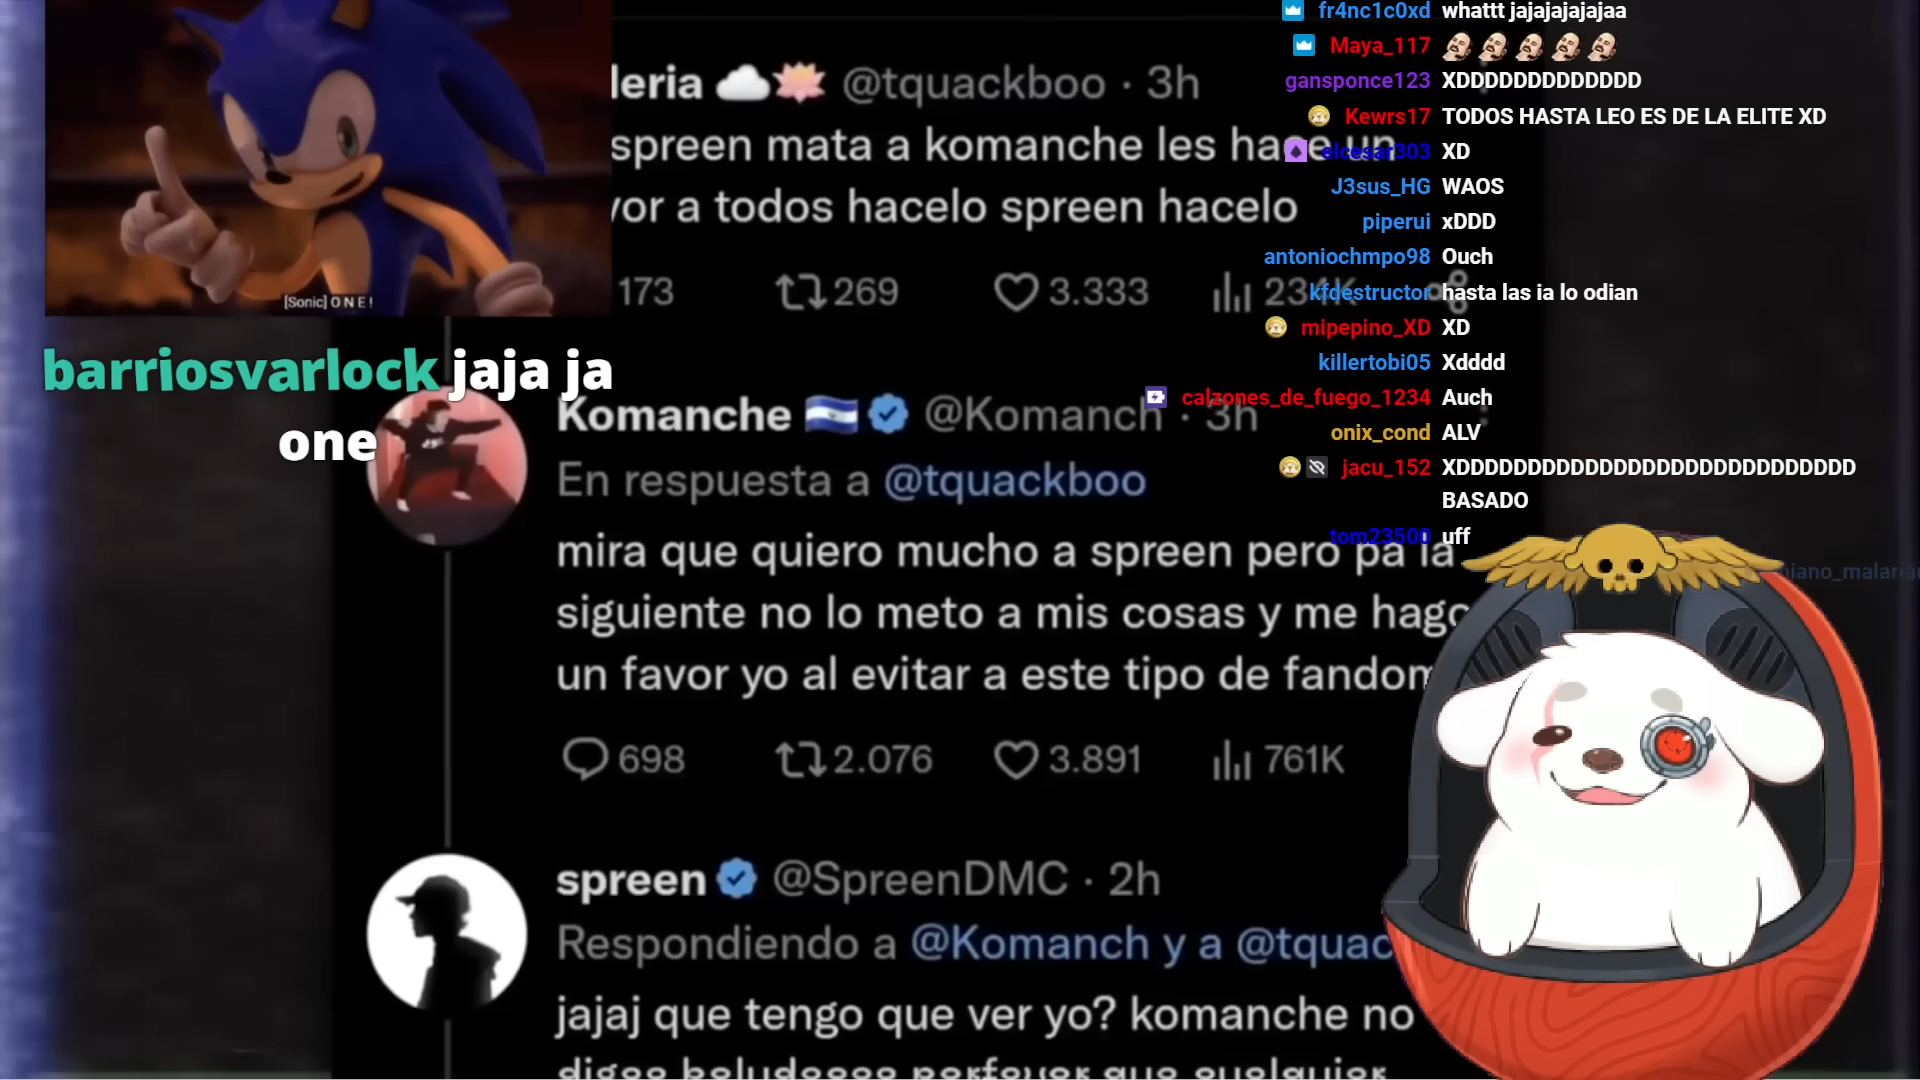 [Sonic] O N E !
barriosvarlock jaja ja
one
leria @tquackboo · 3h
spreen mata a komanche les hace un
vor a todos hacelo spreen hacelo
173 269 3.333 234K
Komanche @Komanch · 3h
En respuesta a @tquackboo
mira que quiero mucho a spreen pero pa la
siguiente no lo meto a mis cosas y me hago
un favor yo al evitar a este tipo de fandom
698 2.076 3.891 761K
spreen @SpreenDMC · 2h
Respondiendo a @Komanch y a @tquac
jajaj que tengo que ver yo? komanche no
fr4nc1c0xd whattt jajajajajajaa
Maya_117
gansponce123 XDDDDDDDDDDDDD
Kewrs17 TODOS HASTA LEO ES DE LA ELITE XD
elcesar303 XD
J3sus_HG WAOS
piperui xDDD
antoniochmpo98 Ouch
kfdestructor hasta las ia lo odian
mipepino_XD XD
killertobi05 Xdddd
calzones_de_fuego_1234 Auch
onix_cond ALV
jacu_152 XDDDDDDDDDDDDDDDDDDDDDDDDDDDD
BASADO
tom23500 uff